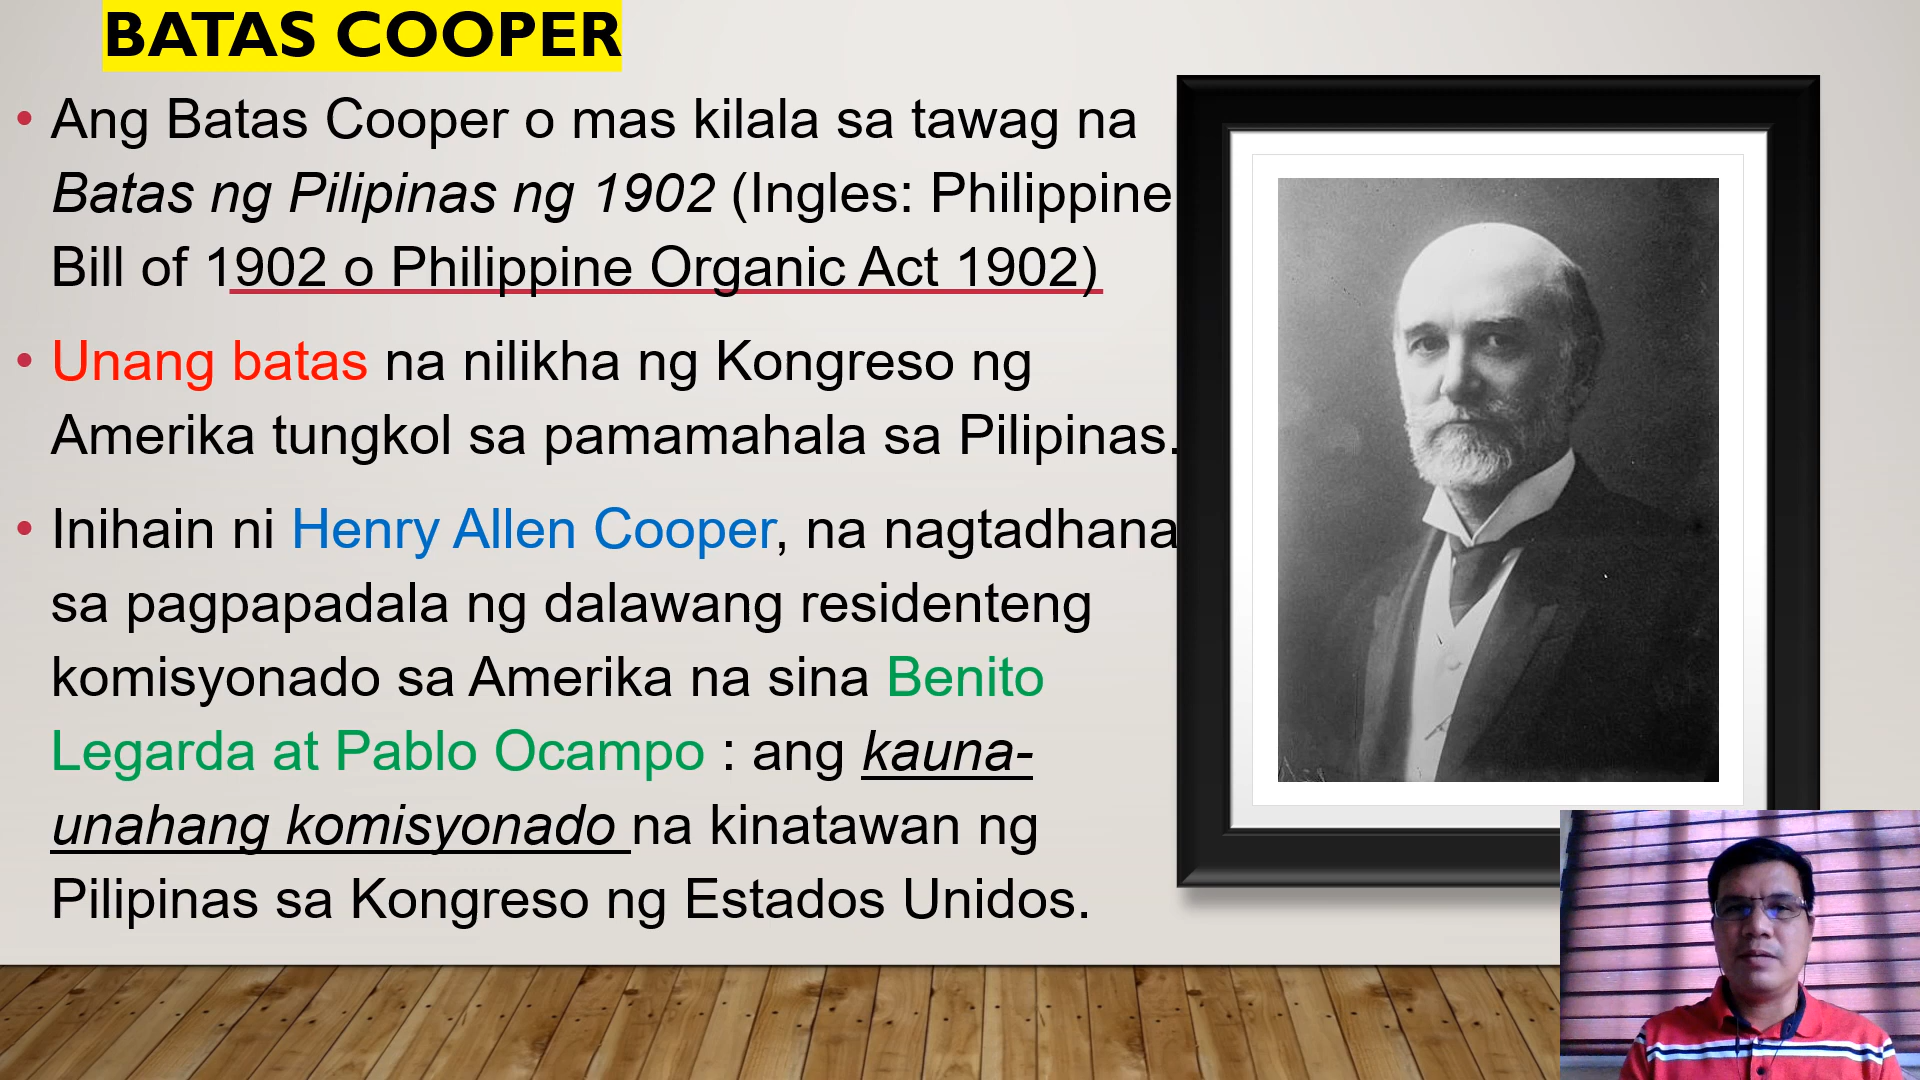 BATAS COOPER
• Ang Batas Cooper o mas kilala sa tawag na
Batas ng Pilipinas ng 1902 (Ingles: Philippine
Bill of 1902 o Philippine Organic Act 1902)
• Unang batas na nilikha ng Kongreso ng
Amerika tungkol sa pamamahala sa Pilipinas.
• Inihain ni Henry Allen Cooper, na nagtadhana
sa pagpapadala ng dalawang residenteng
komisyonado sa Amerika na sina Benito
Legarda at Pablo Ocampo : ang kauna-
unahang komisyonado na kinatawan ng
Pilipinas sa Kongreso ng Estados Unidos.